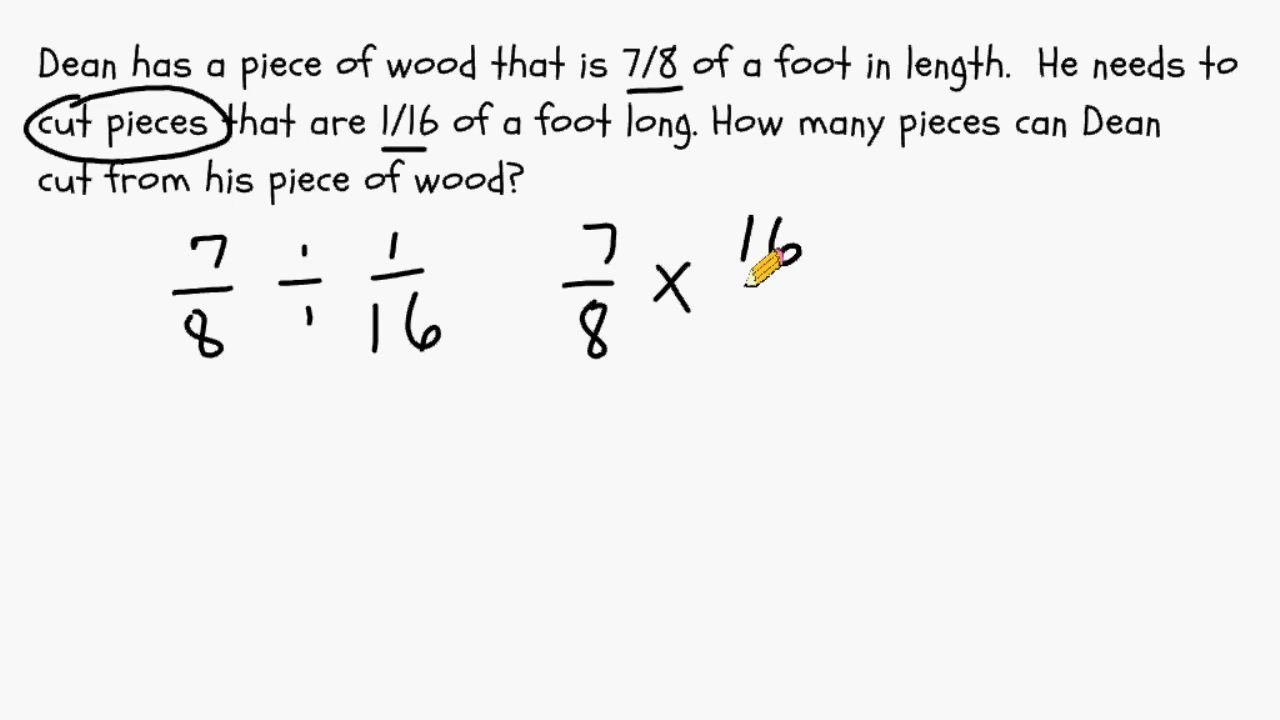 Dean has a piece of wood that is 7/8 of a foot in length. He needs to
cut pieces that are 1/16 of a foot long. How many pieces can Dean
cut from his piece of wood?
7/8 ÷ 1/16 7/8 × 16